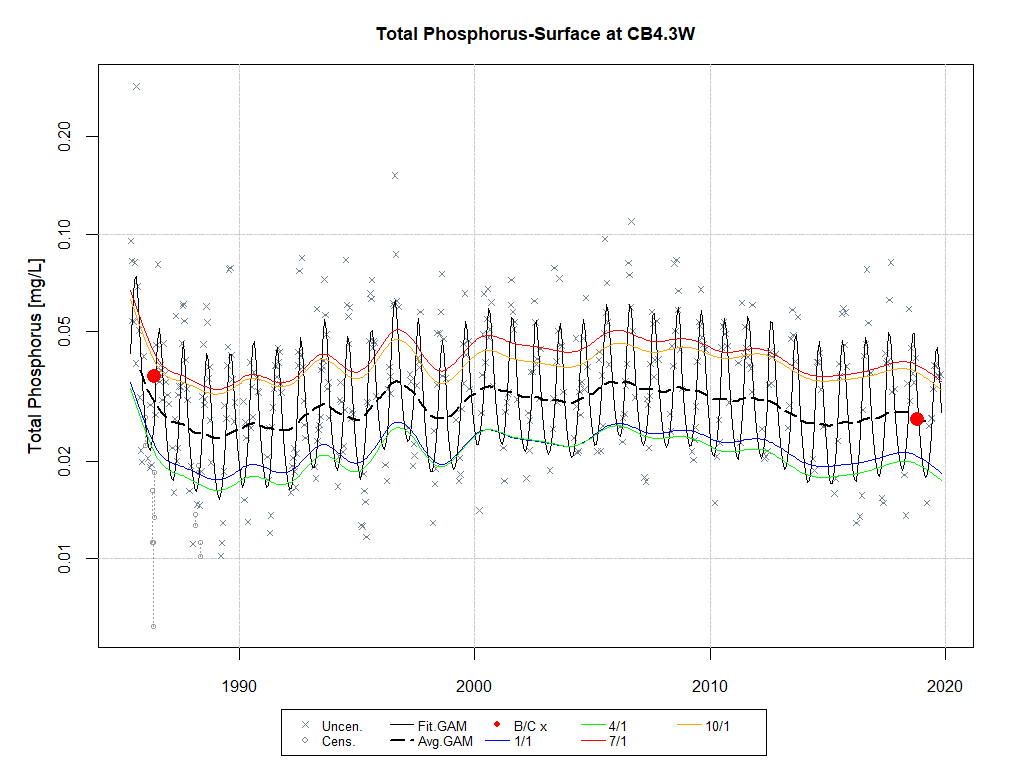 Total Phosphorus-Surface at CB4.3W
Total Phosphorus [mg/L]
0.20
0.10
0.05
0.02
0.01
1990 2000 2010 2020
Uncen. Fit.GAM B/C x 4/1 10/1
Cens. Avg.GAM 1/1 7/1